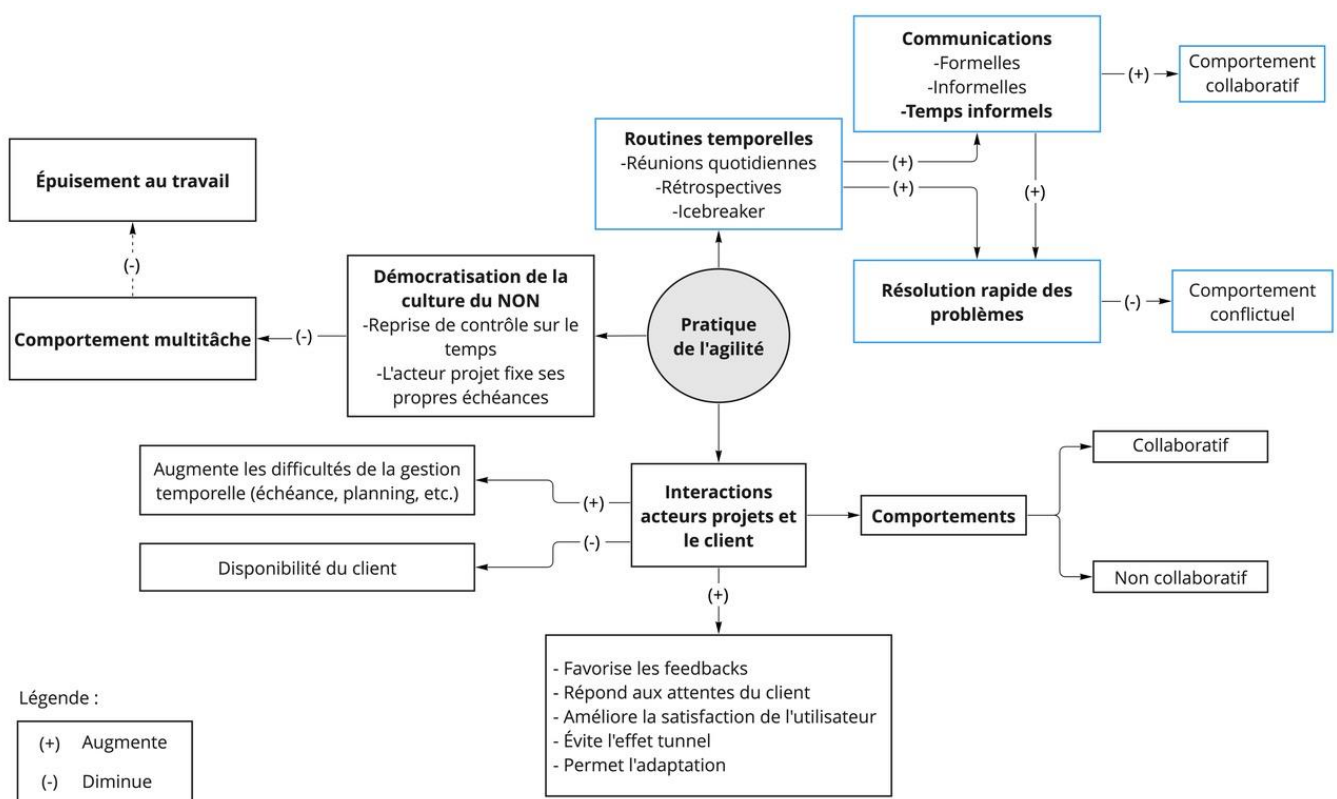 Communications
-Formelles
-Informelles
-Temps informels
(+)
Comportement
collaboratif
Routines temporelles
-Réunions quotidiennes
-Rétrospectives
-Icebreaker
(+)
(+)
(+)
Épuisement au travail
(-)
Démocratisation de la
culture du NON
-Reprise de contrôle sur le
temps
-L'acteur projet fixe ses
propres échéances
Pratique
de l'agilité
Résolution rapide des
problèmes
(-)
Comportement
conflictuel
Comportement multitâche
(-)
Augmente les difficultés de la gestion
temporelle (échéance, planning, etc.)
(+)
(-)
Disponibilité du client
Interactions
acteurs projets et
le client
Comportements
Collaboratif
Non collaboratif
(+)
- Favorise les feedbacks
- Répond aux attentes du client
- Améliore la satisfaction de l'utilisateur
- Évite l'effet tunnel
- Permet l'adaptation
Légende :
(+) Augmente
(-) Diminue